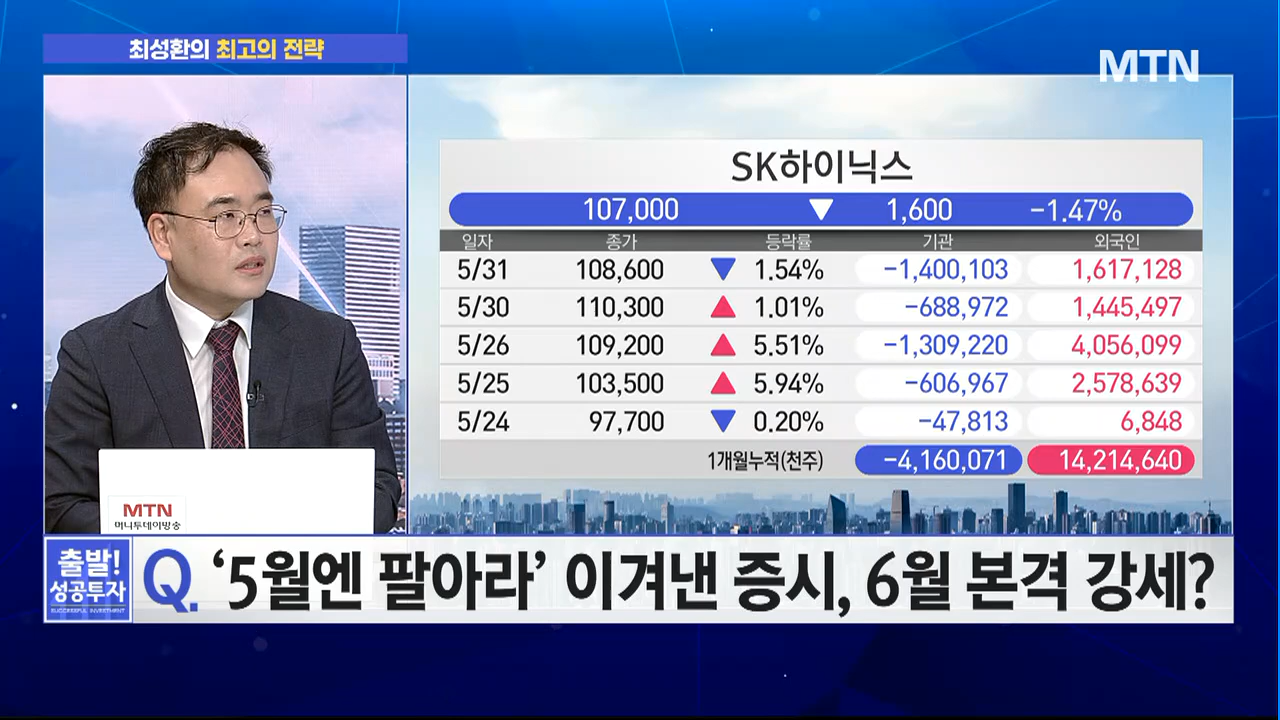 최성환의 최고의 전략
MTN
SK하이닉스
107,000 ▼ 1,600 -1.47%
일자 종가 등락률 기관 외국인
5/31 108,600 ▼ 1.54% -1,400,103 1,617,128
5/30 110,300 ▲ 1.01% -688,972 1,445,497
5/26 109,200 ▲ 5.51% -1,309,220 4,056,099
5/25 103,500 ▲ 5.94% -606,967 2,578,639
5/24 97,700 ▼ 0.20% -47,813 6,848
1개월누적(천주) -4,160,071 14,214,640
MTN
머니투데이방송
출발!
성공투자
SUCCESSFUL INVESTMENT
Q. ‘5월엔 팔아라’ 이겨낸 증시, 6월 본격 강세?